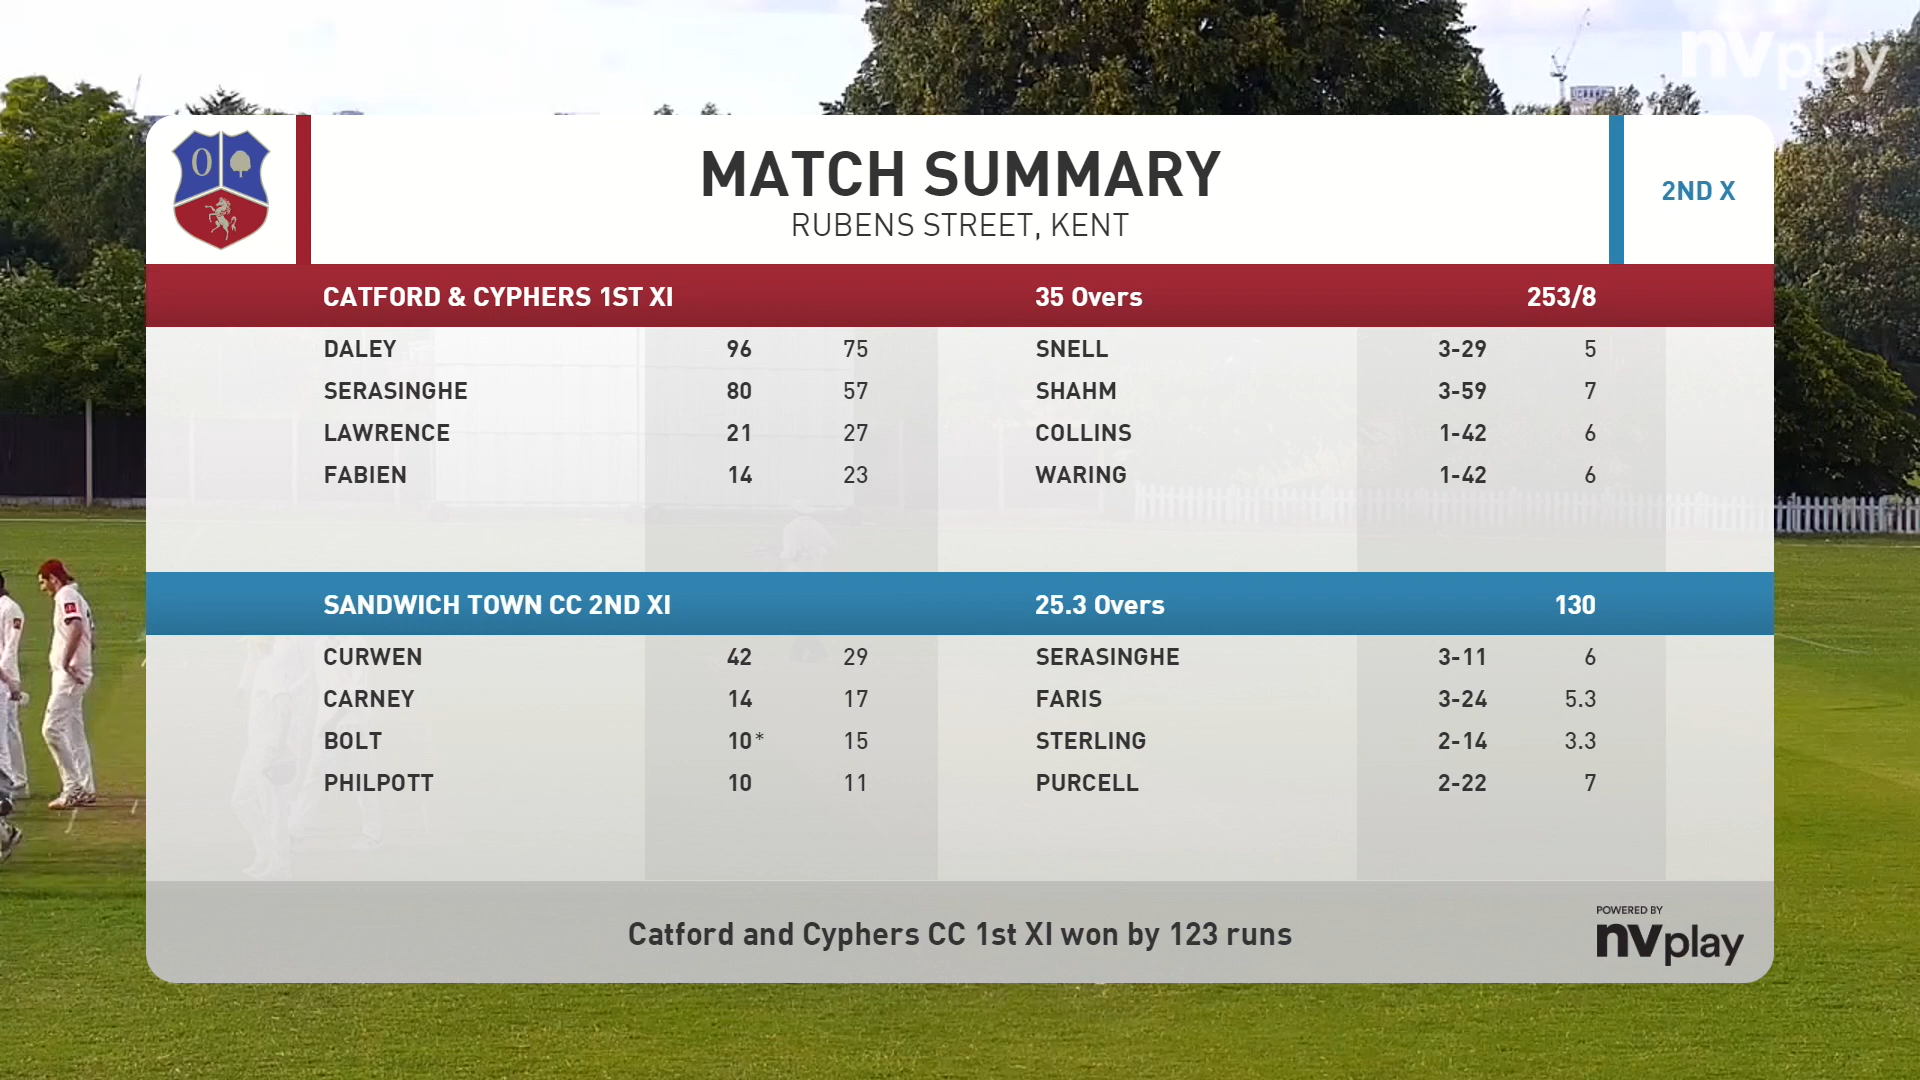 nvplay
O
MATCH SUMMARY
RUBENS STREET, KENT
2ND X
CATFORD & CYPHERS 1ST XI 35 Overs 253/8
DALEY 96 75 SNELL 3-29 5
SERASINGHE 80 57 SHAHM 3-59 7
LAWRENCE 21 27 COLLINS 1-42 6
FABIEN 14 23 WARING 1-42 6
SANDWICH TOWN CC 2ND XI 25.3 Overs 130
CURWEN 42 29 SERASINGHE 3-11 6
CARNEY 14 17 FARIS 3-24 5.3
BOLT 10* 15 STERLING 2-14 3.3
PHILPOTT 10 11 PURCELL 2-22 7
Catford and Cyphers CC 1st XI won by 123 runs
POWERED BY
nvplay